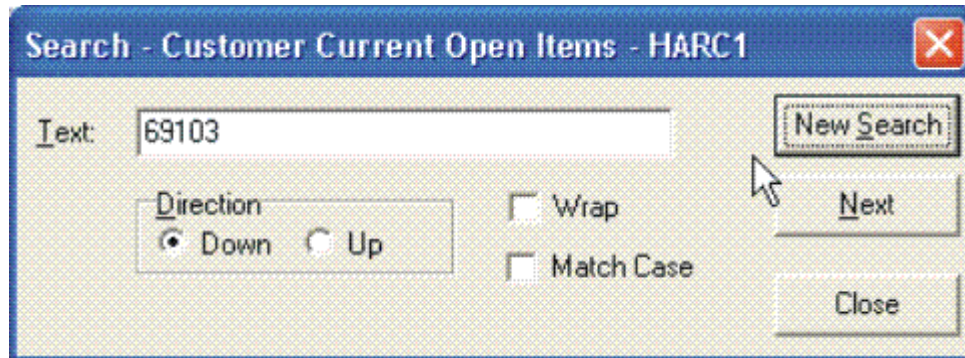 Search - Customer Current Open Items - HARC1
Text: 69103 New Search
Direction Wrap Next
Down Up
Match Case
Close